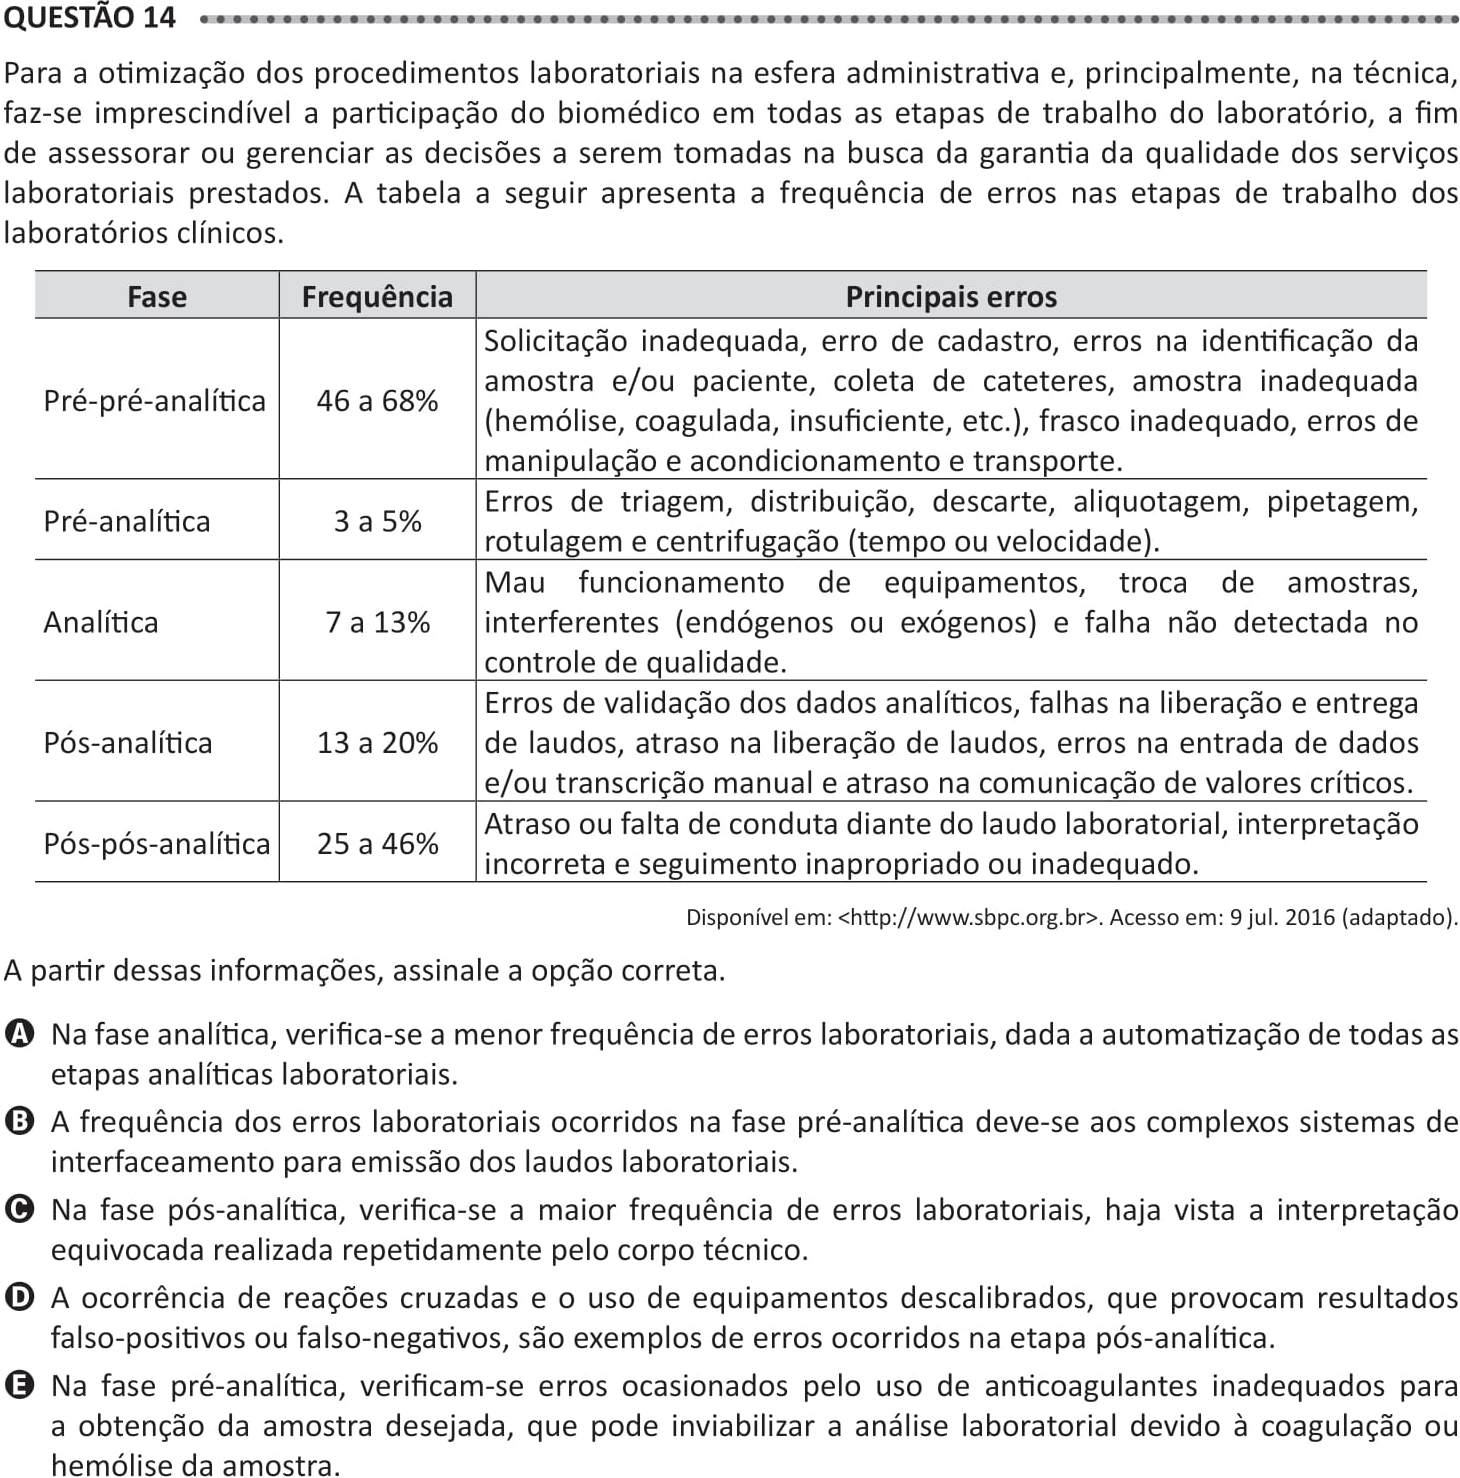 QUESTÃO 14
Para a otimização dos procedimentos laboratoriais na esfera administrativa e, principalmente, na técnica,
faz-se imprescindível a participação do biomédico em todas as etapas de trabalho do laboratório, a fim
de assessorar ou gerenciar as decisões a serem tomadas na busca da garantia da qualidade dos serviços
laboratoriais prestados. A tabela a seguir apresenta a frequência de erros nas etapas de trabalho dos
laboratórios clínicos.
Fase Frequência Principais erros
Pré-pré-analítica 46 a 68% Solicitação inadequada, erro de cadastro, erros na identificação da
amostra e/ou paciente, coleta de cateteres, amostra inadequada
(hemólise, coagulada, insuficiente, etc.), frasco inadequado, erros de
manipulação e acondicionamento e transporte.
Pré-analítica 3 a 5% Erros de triagem, distribuição, descarte, aliquotagem, pipetagem,
rotulagem e centrifugação (tempo ou velocidade).
Analítica 7 a 13% Mau funcionamento de equipamentos, troca de amostras,
interferentes (endógenos ou exógenos) e falha não detectada no
controle de qualidade.
Pós-analítica 13 a 20% Erros de validação dos dados analíticos, falhas na liberação e entrega
de laudos, atraso na liberação de laudos, erros na entrada de dados
e/ou transcrição manual e atraso na comunicação de valores críticos.
Pós-pós-analítica 25 a 46% Atraso ou falta de conduta diante do laudo laboratorial, interpretação
incorreta e seguimento inapropriado ou inadequado.
Disponível em: <http://www.sbpc.org.br>. Acesso em: 9 jul. 2016 (adaptado).
A partir dessas informações, assinale a opção correta.
A Na fase analítica, verifica-se a menor frequência de erros laboratoriais, dada a automatização de todas as
etapas analíticas laboratoriais.
B A frequência dos erros laboratoriais ocorridos na fase pré-analítica deve-se aos complexos sistemas de
interfaceamento para emissão dos laudos laboratoriais.
C Na fase pós-analítica, verifica-se a maior frequência de erros laboratoriais, haja vista a interpretação
equivocada realizada repetidamente pelo corpo técnico.
D A ocorrência de reações cruzadas e o uso de equipamentos descalibrados, que provocam resultados
falso-positivos ou falso-negativos, são exemplos de erros ocorridos na etapa pós-analítica.
E Na fase pré-analítica, verificam-se erros ocasionados pelo uso de anticoagulantes inadequados para
a obtenção da amostra desejada, que pode inviabilizar a análise laboratorial devido à coagulação ou
hemólise da amostra.